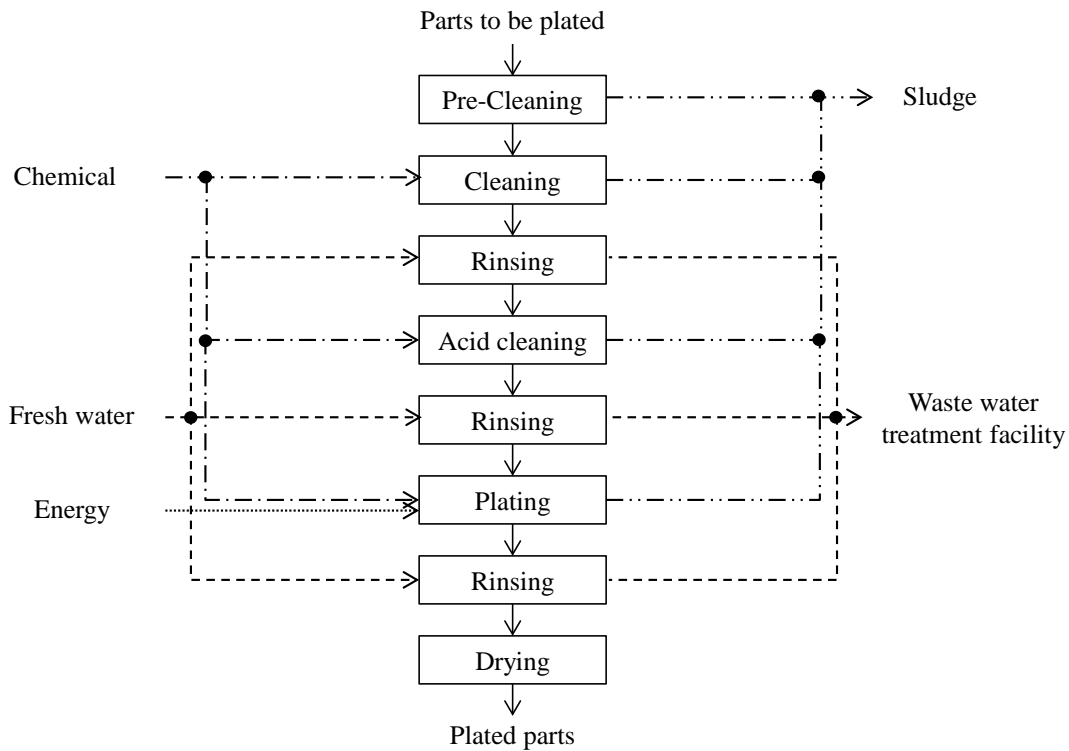 Parts to be plated
Pre-Cleaning
Sludge
Chemical
Cleaning
Rinsing
Acid cleaning
Fresh water
Rinsing
Waste water
treatment facility
Energy
Plating
Rinsing
Drying
Plated parts